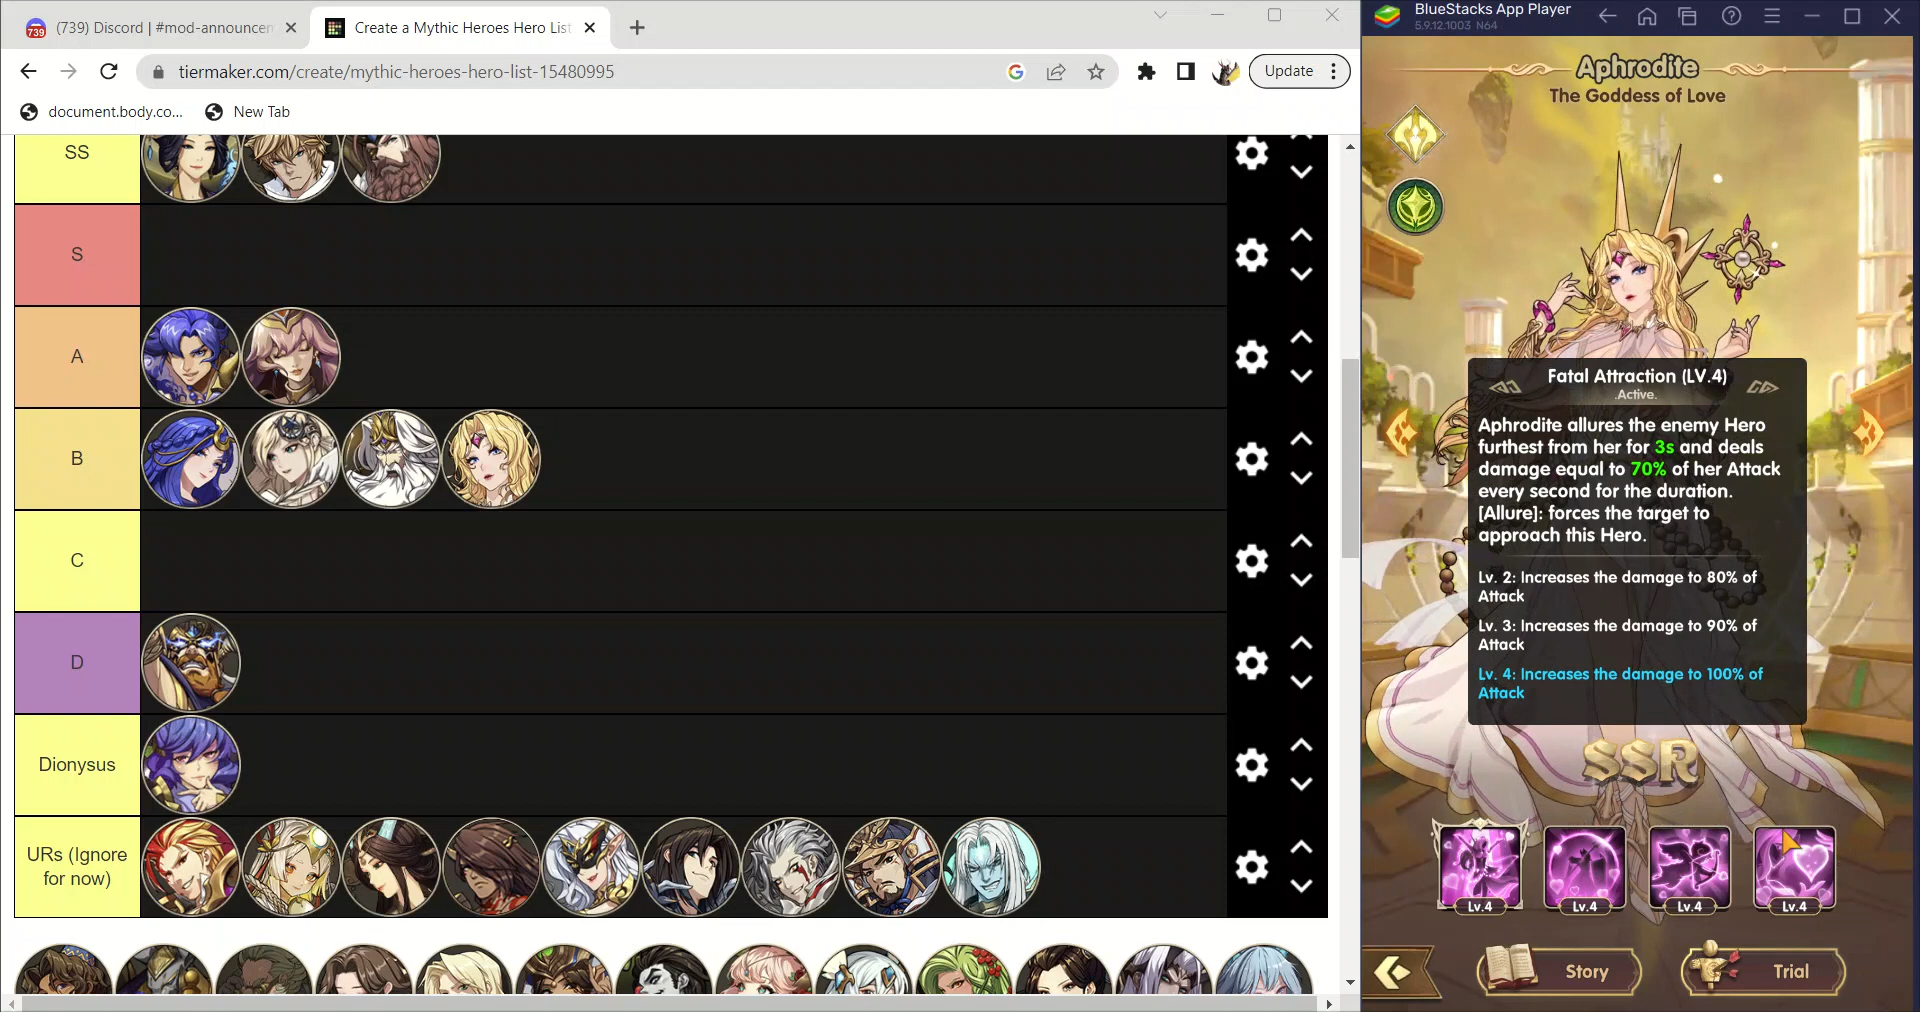 (739) Discord | #mod-announcem
Create a Mythic Heroes Hero List
739
tiermaker.com/create/mythic-heroes-hero-list-15480995
Update
document.body.co...
New Tab
SS
S
A
B
C
D
Dionysus
URs (Ignore
for now)
BlueStacks App Player
5.9.12.1003 N64
Aphrodite
The Goddess of Love
Fatal Attraction (LV.4)
.Active.
Aphrodite allures the enemy Hero
furthest from her for 3s and deals
damage equal to 70% of her Attack
every second for the duration.
[Allure]: forces the target to
approach this Hero.
Lv. 2: Increases the damage to 80% of
Attack
Lv. 3: Increases the damage to 90% of
Attack
Lv. 4: Increases the damage to 100% of
Attack
SSR
Lv.4
Lv.4
Lv.4
Lv.4
Story
Trial